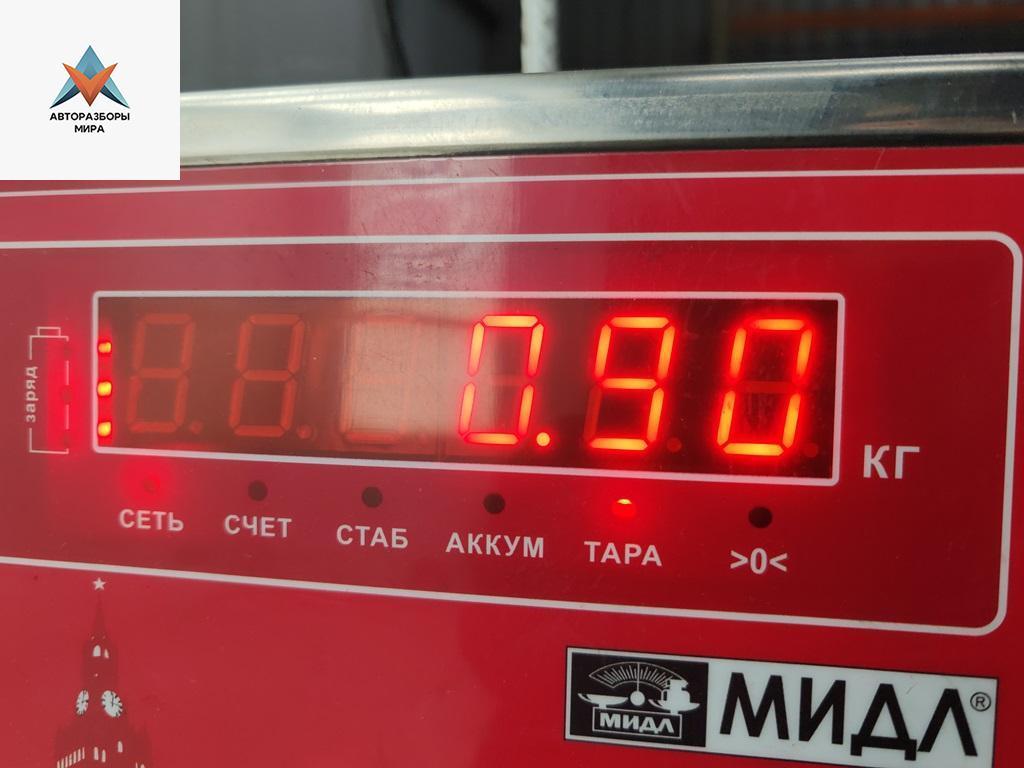 АВТОРАЗБОРЫ
МИРА
заряд
0.90
КГ
СЕТЬ СЧЕТ СТАБ АККУМ ТАРА >0<
МИДЛ МИДЛ®